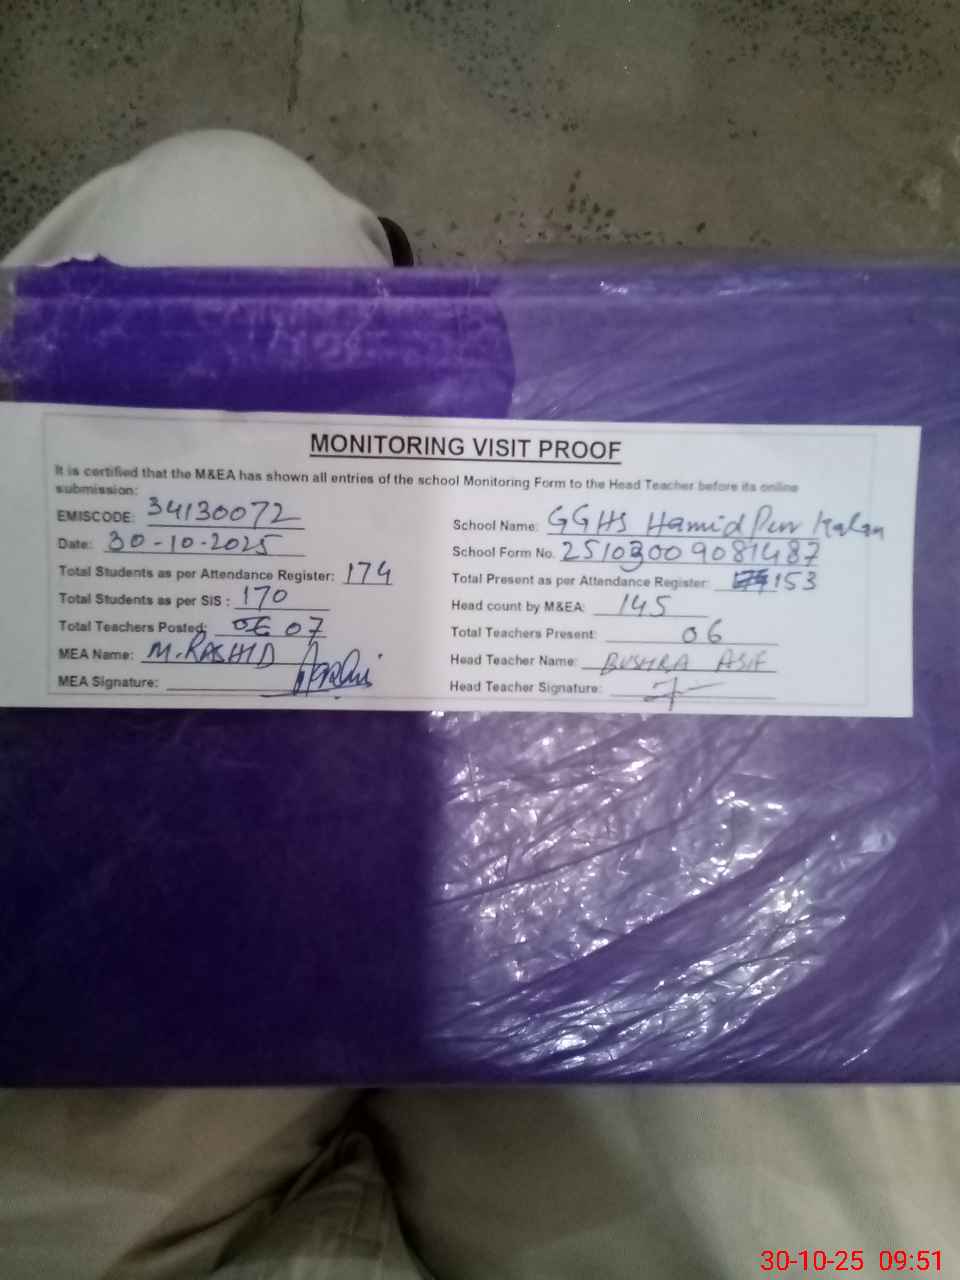 MONITORING VISIT PROOF
It is certified that the M&EA has shown all entries of the school Monitoring Form to the Head Teacher before its online
submission:
EMISCODE: 34130072
School Name: GGHS Hamid Pur Kalan
Date: 30-10-2025
School Form No. 25103009081487
Total Students as per Attendance Register: 174
Total Present as per Attendance Register: 153
Total Students as per SIS : 170
Head count by M&EA: 145
Total Teachers Posted: 07
Total Teachers Present: 06
MEA Name: M.RASHID
Head Teacher Name: BUSHRA ASIF
MEA Signature:
Head Teacher Signature:
30-10-25 09:51